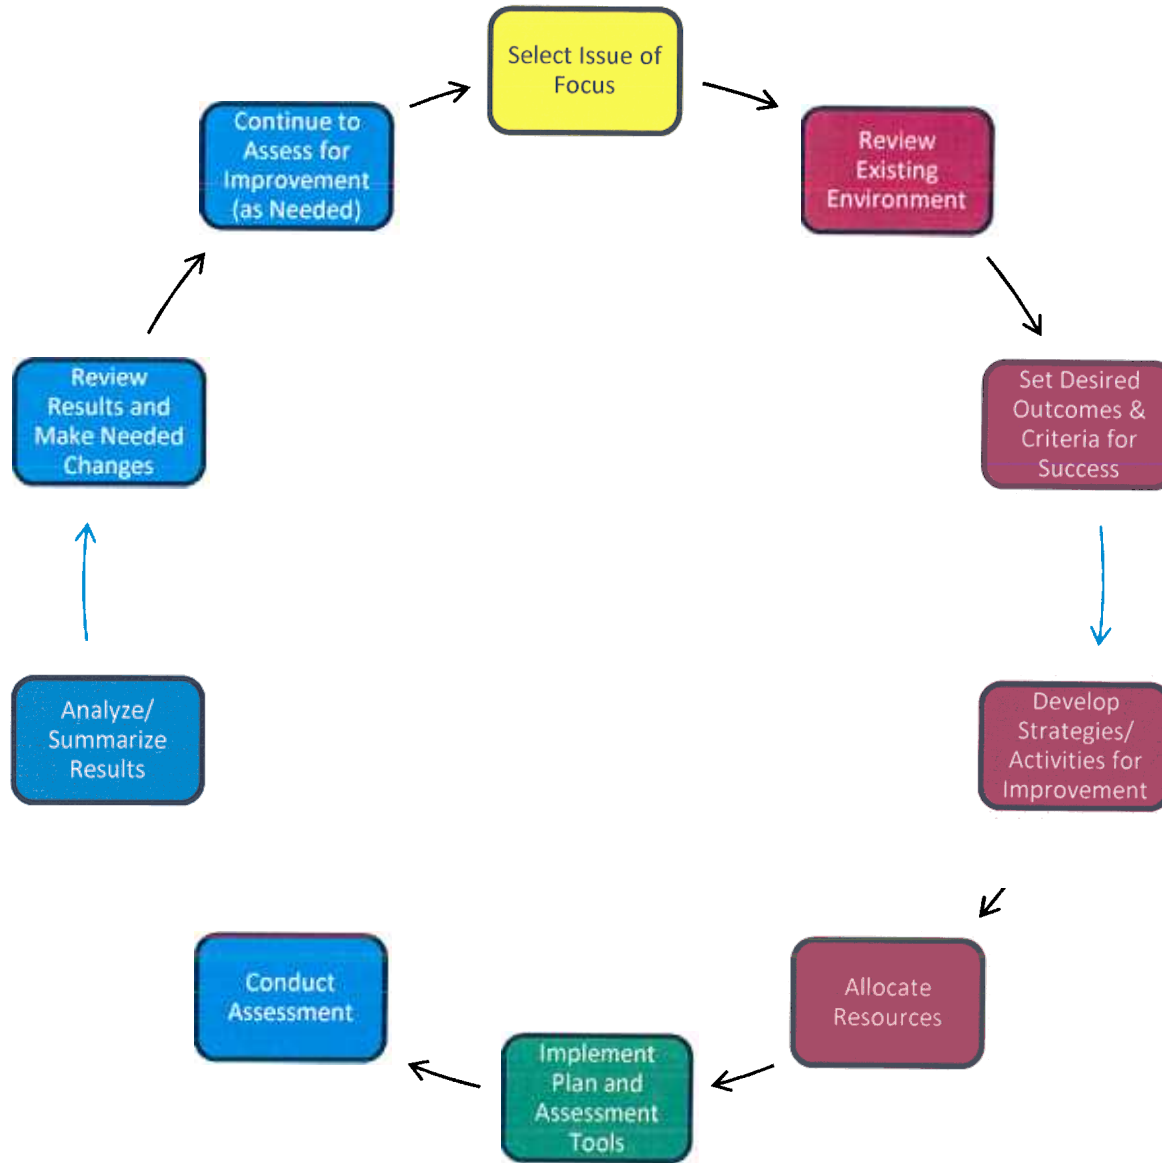 Select Issue of
Focus
Review
Existing
Environment
Set Desired
Outcomes &
Criteria for
Success
Develop
Strategies/
Activities for
Improvement
Allocate
Resources
Implement
Plan and
Assessment
Tools
Conduct
Assessment
Analyze/
Summarize
Results
Review
Results and
Make Needed
Changes
Continue to
Assess for
Improvement
(as Needed)